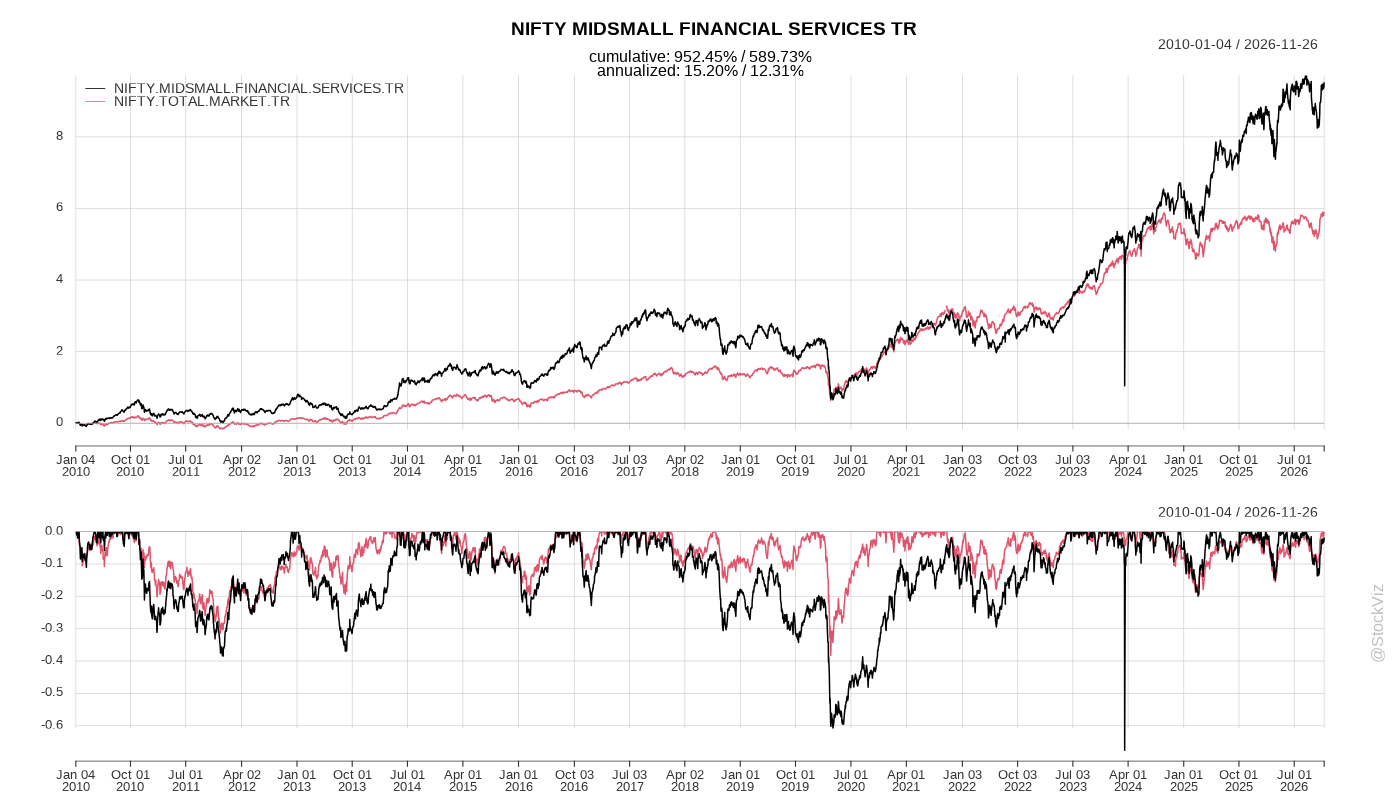 NIFTY MIDSMALL FINANCIAL SERVICES TR
2010-01-04 / 2026-11-26
cumulative: 952.45% / 589.73%
annualized: 15.20% / 12.31%
NIFTY.MIDSMALL.FINANCIAL.SERVICES.TR
NIFTY.TOTAL.MARKET.TR
8
6
4
2
0
Jan 04 Oct 01 Jul 01 Apr 02 Jan 01 Oct 01 Jul 01 Apr 01 Jan 01 Oct 03 Jul 03 Apr 02 Jan 01 Oct 01 Jul 01 Apr 01 Jan 03 Oct 03 Jul 03 Apr 01 Jan 01 Oct 01 Jul 01
2010 2010 2011 2012 2013 2013 2014 2015 2016 2016 2017 2018 2019 2019 2020 2021 2022 2022 2023 2024 2025 2025 2026
2010-01-04 / 2026-11-26
0.0
-0.1
-0.2
-0.3
-0.4
-0.5
-0.6
Jan 04 Oct 01 Jul 01 Apr 02 Jan 01 Oct 01 Jul 01 Apr 01 Jan 01 Oct 03 Jul 03 Apr 02 Jan 01 Oct 01 Jul 01 Apr 01 Jan 03 Oct 03 Jul 03 Apr 01 Jan 01 Oct 01 Jul 01
2010 2010 2011 2012 2013 2013 2014 2015 2016 2016 2017 2018 2019 2019 2020 2021 2022 2022 2023 2024 2025 2025 2026
@StockViz